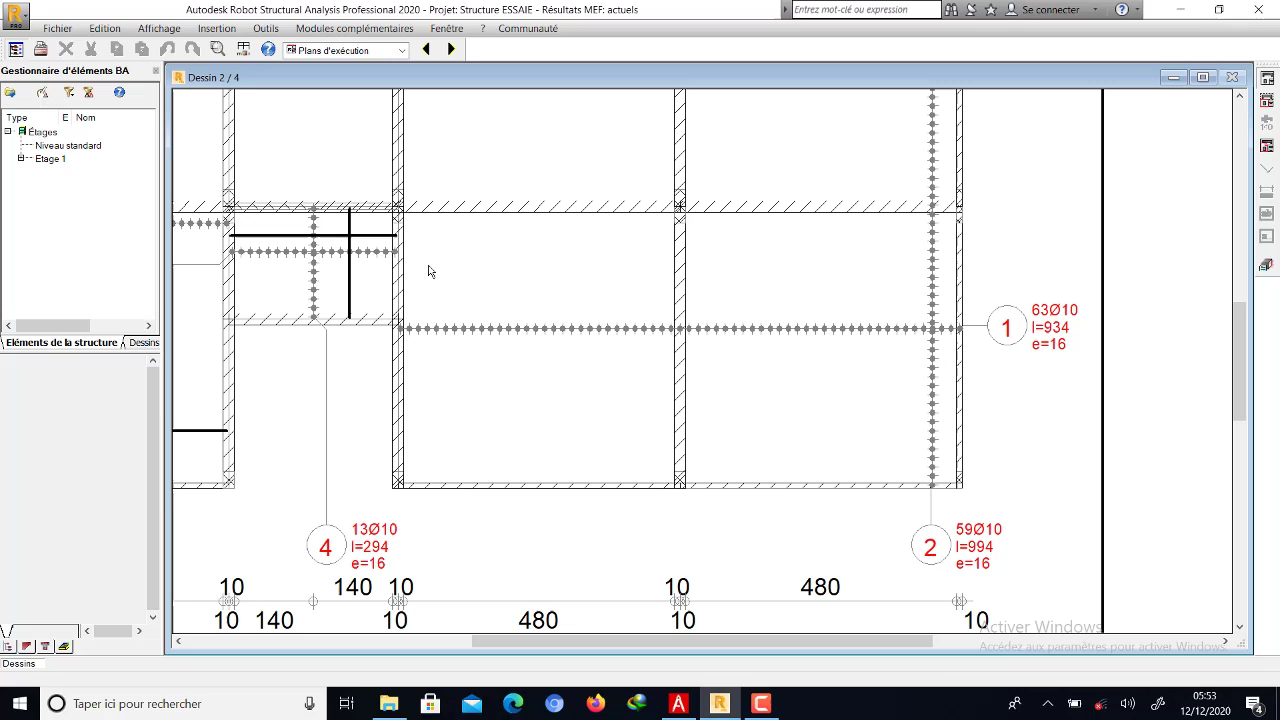 PRO
Autodesk Robot Structural Analysis Professional 2020 - Projet: Structure ESSAIE - Résultats MEF: actuels
Entrez mot-clé ou expression
Se connecter
?
Fichier Edition Affichage Insertion Outils Modules complémentaires Fenêtre ? Communauté
Plans d'exécution
Gestionnaire d'éléments BA
Dessin 2 / 4
Type E Nom
Étages
Niveau standard
Etage 1
Eléments de la structure Dessins
1
63Ø10
l=934
e=16
4
13Ø10
l=294
e=16
2
59Ø10
l=994
e=16
10 140 10 10 480
10 140 10 480 10 10
Activer Windows
Accédez aux paramètres pour activer Windows.
Dessins
Taper ici pour rechercher
05:53
12/12/2020
4